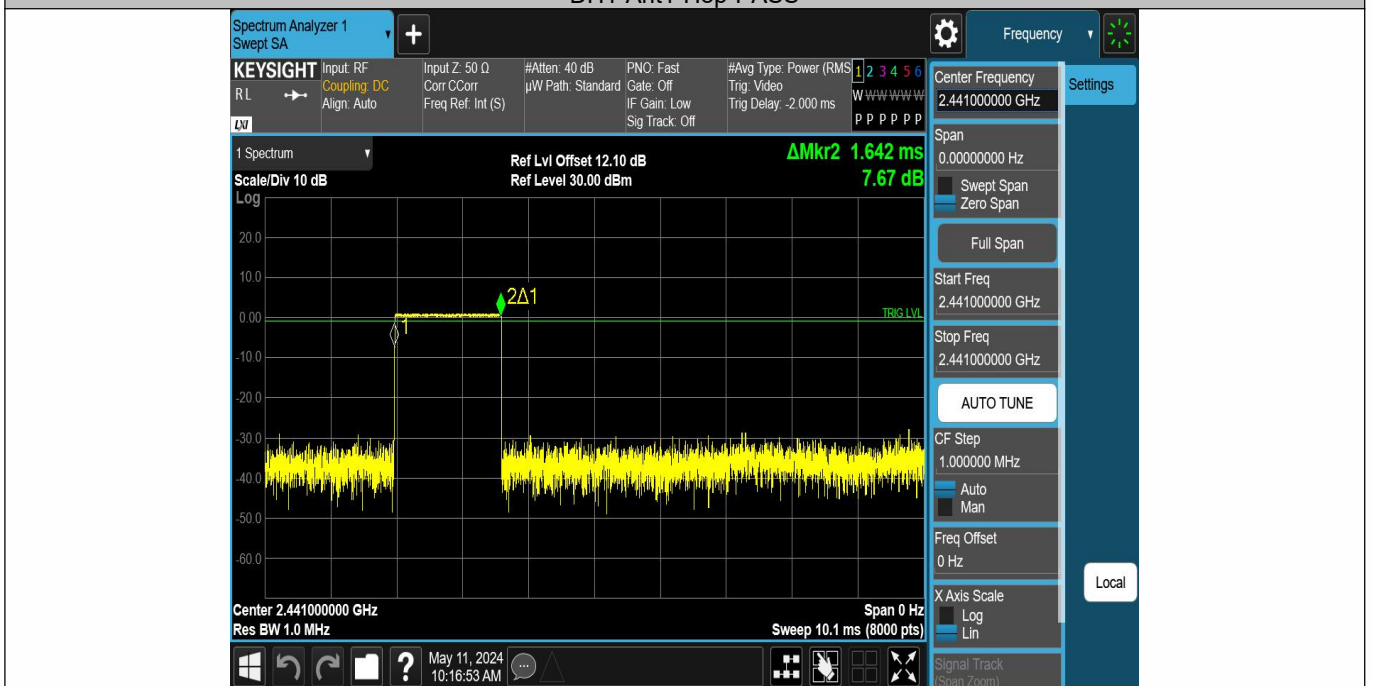 Spectrum Analyzer 1
Swept SA
+
Frequency
KEYSIGHT
Input: RF
Input Z: 50 Ω
#Atten: 40 dB
PNO: Fast
#Avg Type: Power (RMS
1 2 3 4 5 6
R L
Coupling: DC
Corr CCorr
µW Path: Standard
Gate: Off
Trig: Video
W W W W W W
Align: Auto
Freq Ref: Int (S)
IF Gain: Low
Trig Delay: -2.000 ms
LXI
Sig Track: Off
P P P P P P
1 Spectrum
Ref Lvl Offset 12.10 dB
ΔMkr2 1.642 ms
Scale/Div 10 dB
Ref Level 30.00 dBm
7.67 dB
Log
20.0
10.0
2Δ1
0.00
1
TRIG LVL
-10.0
-20.0
-30.0
-40.0
-50.0
-60.0
Center 2.441000000 GHz
Span 0 Hz
Res BW 1.0 MHz
Sweep 10.1 ms (8000 pts)
?
May 11, 2024
10:16:53 AM
Center Frequency
2.441000000 GHz
Settings
Span
0.00000000 Hz
Swept Span
Zero Span
Full Span
Start Freq
2.441000000 GHz
Stop Freq
2.441000000 GHz
AUTO TUNE
CF Step
1.000000 MHz
Auto
Man
Freq Offset
0 Hz
X Axis Scale
Log
Lin
Local
Signal Track
(Span Zoom)